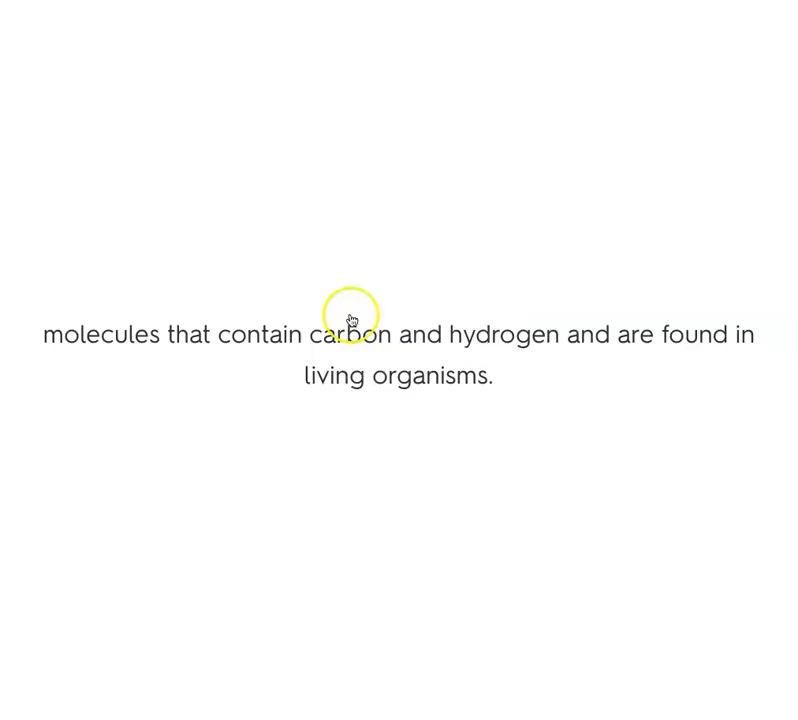 molecules that contain carbon and hydrogen and are found in
living organisms.